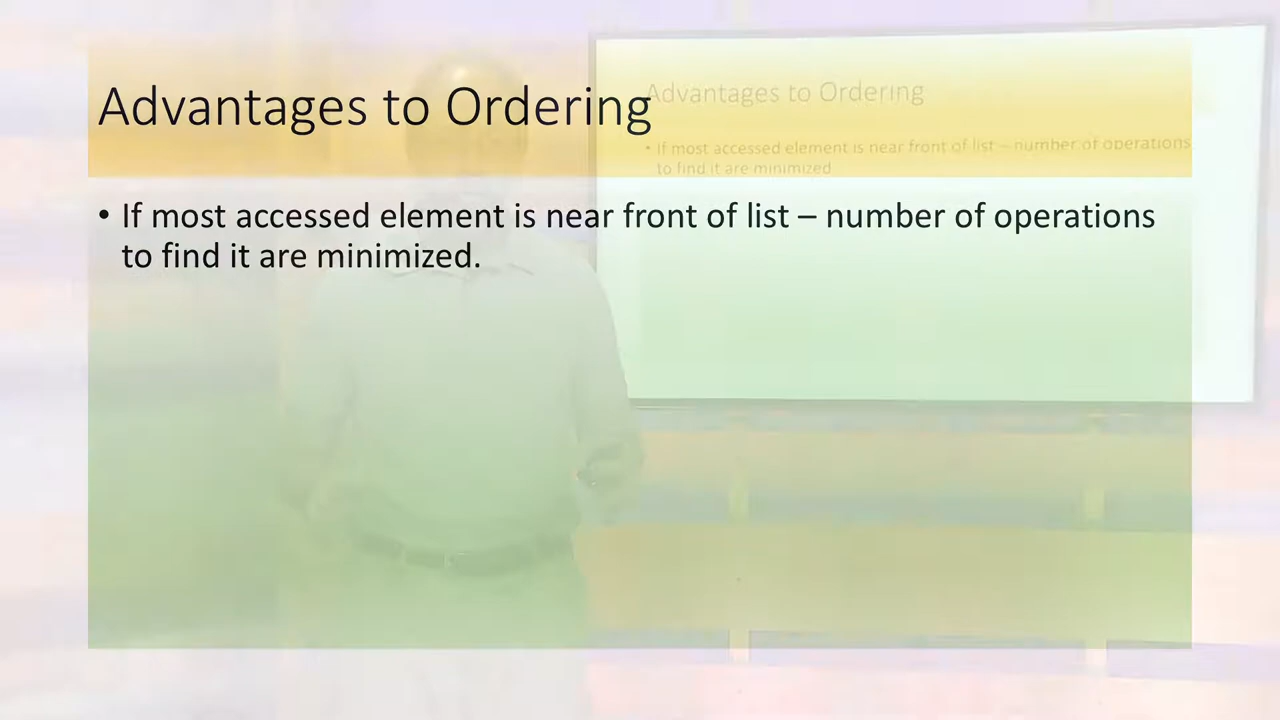 Advantages to Ordering
• If most accessed element is near front of list – number of operations
to find it are minimized.
Advantages to Ordering
• If most accessed element is near front of list – number of operations
to find it are minimized